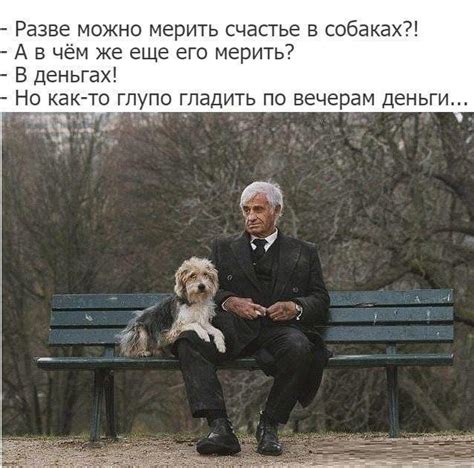 - Разве можно мерить счастье в собаках?!
- А в чём же еще его мерить?
- В деньгах!
- Но как-то глупо гладить по вечерам деньги...